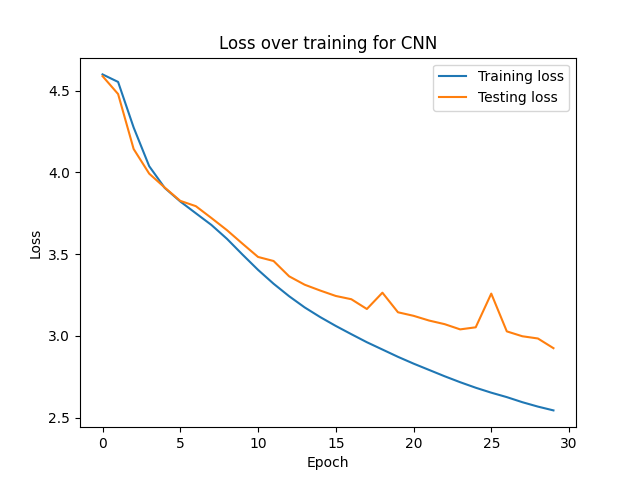 Loss over training for CNN
Training loss
Testing loss
4.5
4.0
3.5
3.0
2.5
Loss
0 5 10 15 20 25 30
Epoch